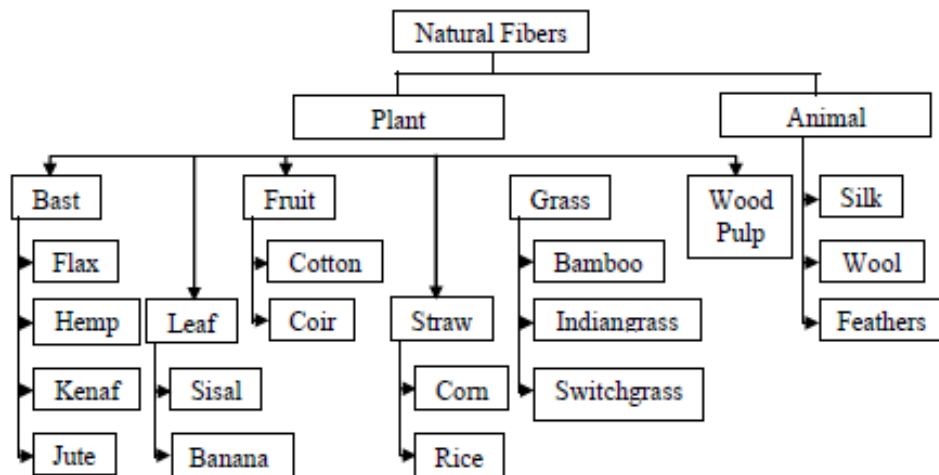 Natural Fibers
Plant
Animal
Bast
Fruit
Grass
Wood
Pulp
Silk
Flax
Cotton
Bamboo
Wool
Hemp
Leaf
Coir
Straw
Indiangrass
Feathers
Kenaf
Sisal
Corn
Switchgrass
Jute
Banana
Rice